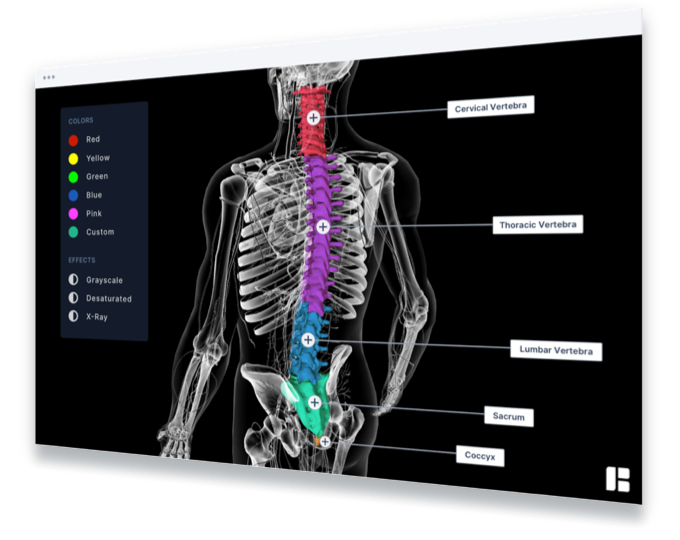 COLORS
Red
Yellow
Green
Blue
Pink
Custom
EFFECTS
Grayscale
Desaturated
X-Ray
Cervical Vertebra
Thoracic Vertebra
Lumbar Vertebra
Sacrum
Coccyx